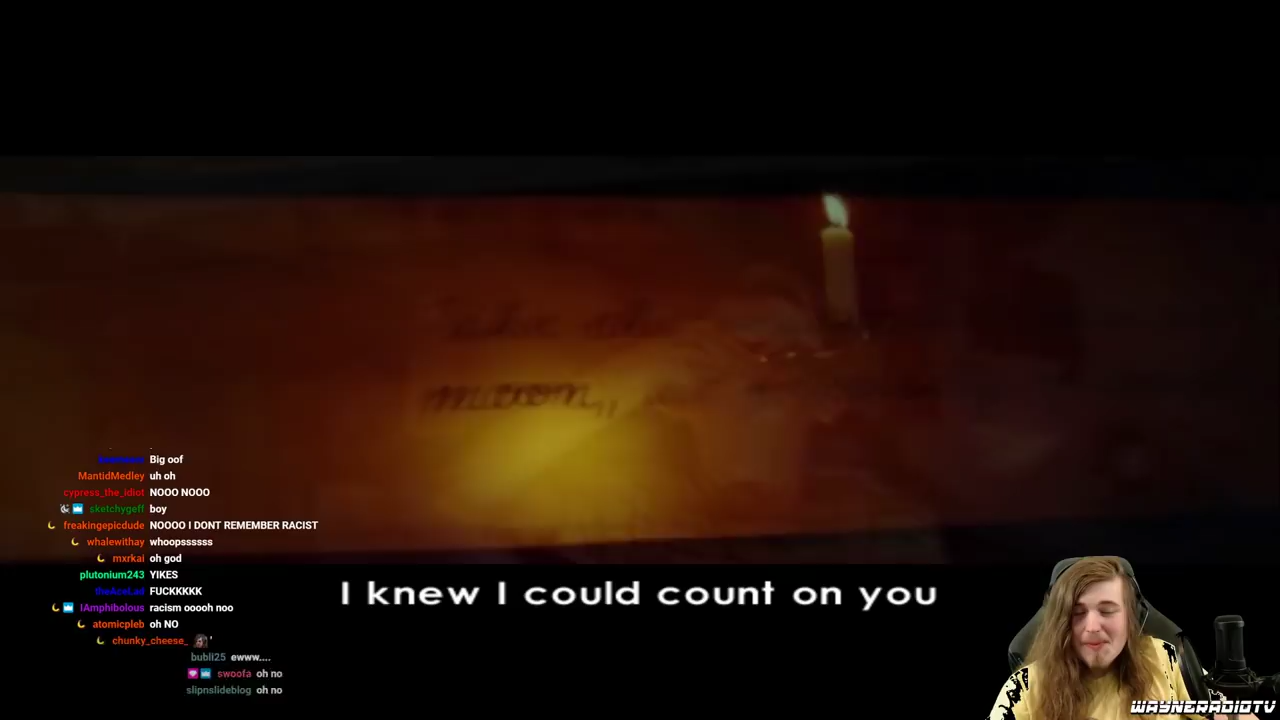 Big oof
MantidMedley uh oh
cypress_the_idiot NOOO NOOO
sketchygeff boy
freakingepicdude NOOOO I DONT REMEMBER RACIST
whalewithay whoopssssss
mxrkai oh god
plutonium243 YIKES
theAceLad FUCKKKKK
IAmphibolous racism ooooh noo
atomicpleb oh NO
chunky_cheese_ '
bubli25 ewww....
swoofa oh no
slipnslideblog oh no
I knew I could count on you
WAYNERADIOTV